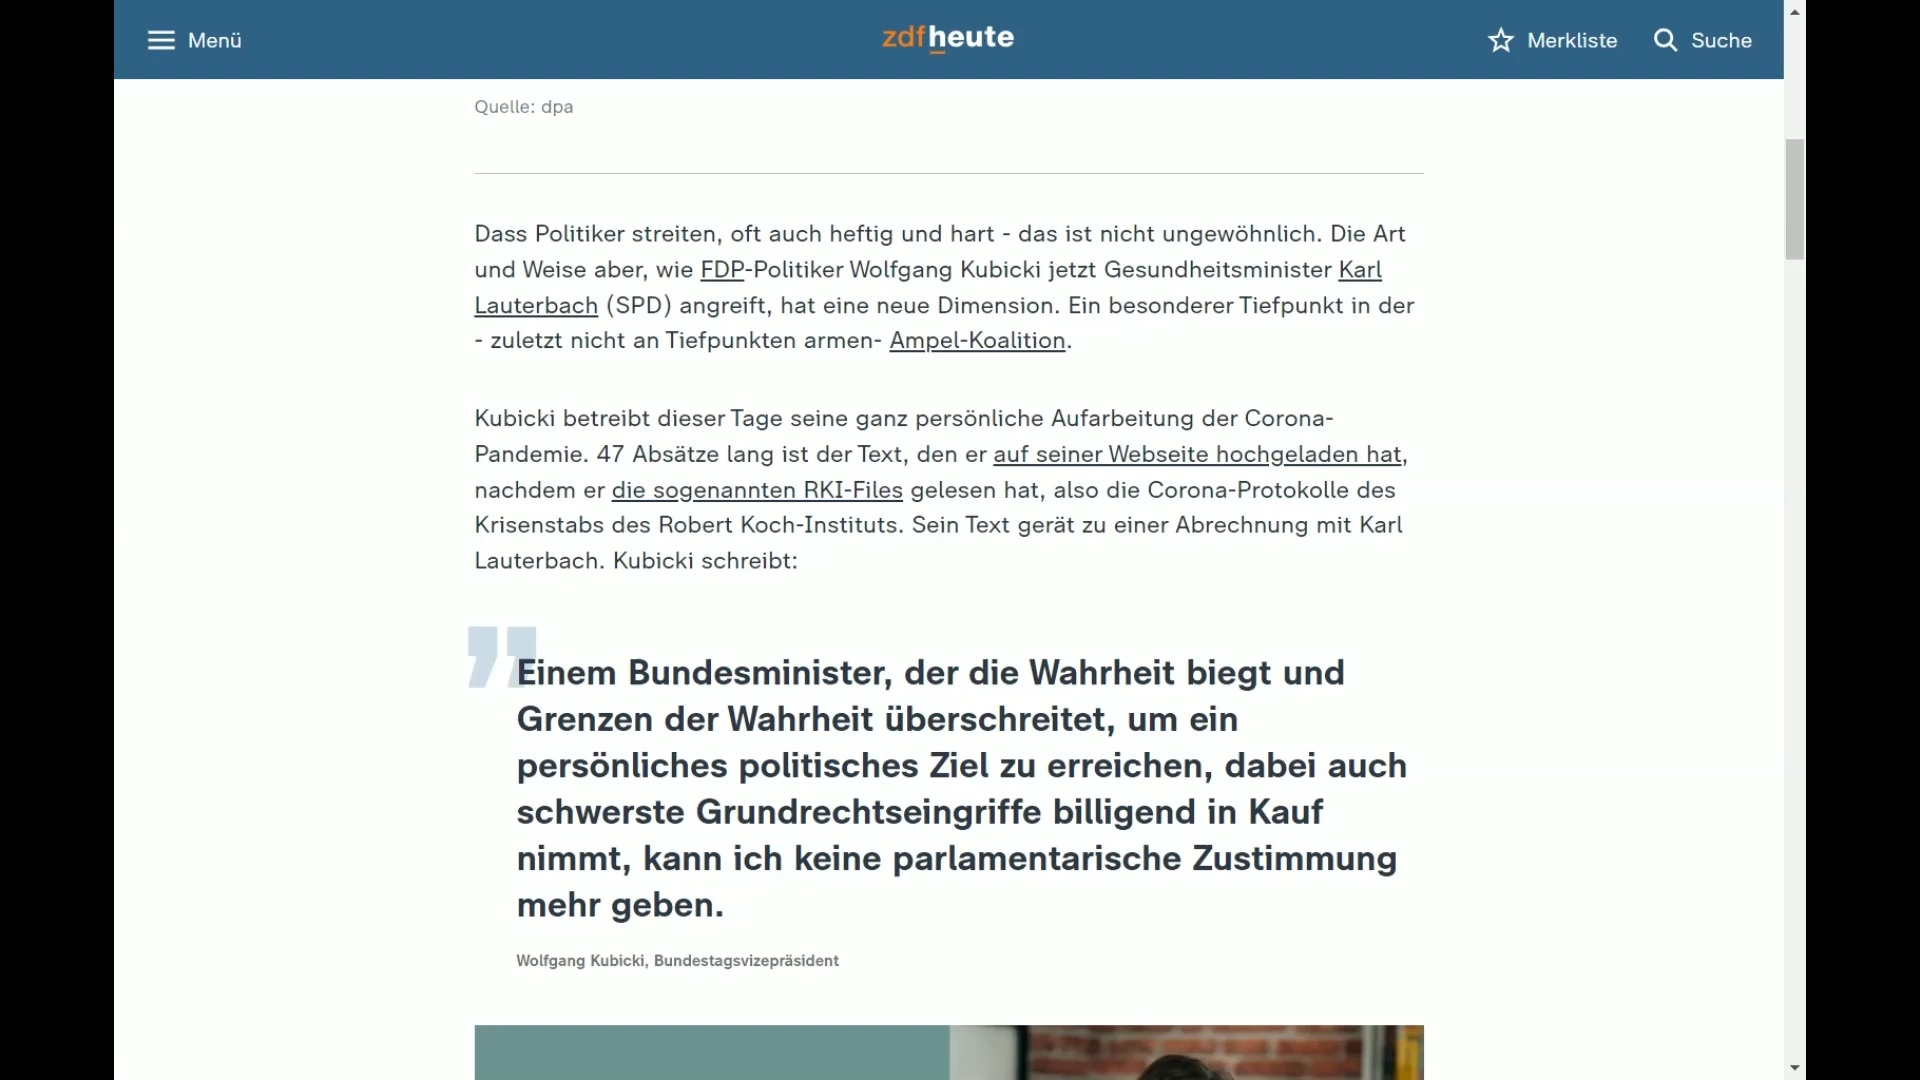 Menü
zdfheute
Merkliste
Suche
Quelle: dpa
Dass Politiker streiten, oft auch heftig und hart - das ist nicht ungewöhnlich. Die Art
und Weise aber, wie FDP-Politiker Wolfgang Kubicki jetzt Gesundheitsminister Karl
Lauterbach (SPD) angreift, hat eine neue Dimension. Ein besonderer Tiefpunkt in der
- zuletzt nicht an Tiefpunkten armen- Ampel-Koalition.
Kubicki betreibt dieser Tage seine ganz persönliche Aufarbeitung der Corona-
Pandemie. 47 Absätze lang ist der Text, den er auf seiner Webseite hochgeladen hat,
nachdem er die sogenannten RKI-Files gelesen hat, also die Corona-Protokolle des
Krisenstabs des Robert Koch-Instituts. Sein Text gerät zu einer Abrechnung mit Karl
Lauterbach. Kubicki schreibt:
"Einem Bundesminister, der die Wahrheit biegt und
Grenzen der Wahrheit überschreitet, um ein
persönliches politisches Ziel zu erreichen, dabei auch
schwerste Grundrechtseingriffe billigend in Kauf
nimmt, kann ich keine parlamentarische Zustimmung
mehr geben.
Wolfgang Kubicki, Bundestagsvizepräsident